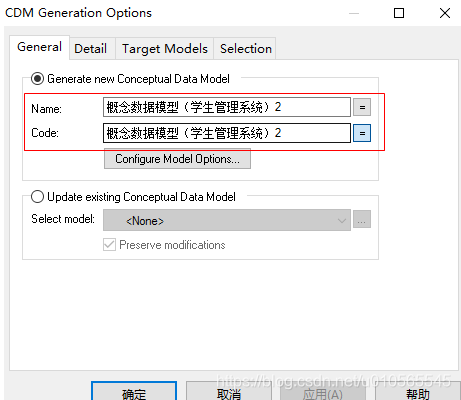 CDM Generation Options
General Detail Target Models Selection
Generate new Conceptual Data Model
Name: 概念数据模型（学生管理系统）2 =
Code: 概念数据模型（学生管理系统）2 =
Configure Model Options...
Update existing Conceptual Data Model
Select model: <None> ...
Preserve modifications
确定 取消 应用(A) 帮助
https://blog.csdn.net/u010565545